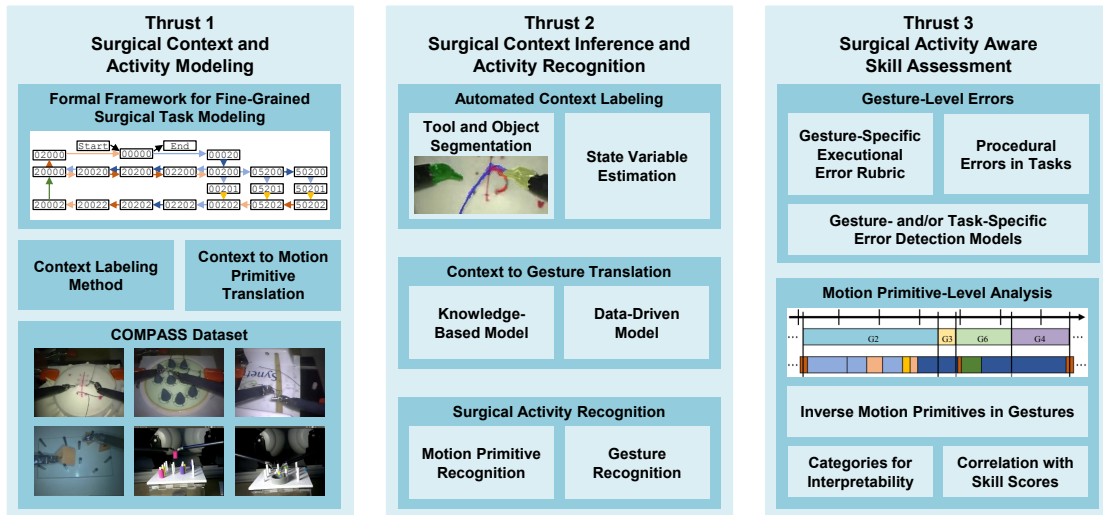 Thrust 1
Surgical Context and
Activity Modeling
Formal Framework for Fine-Grained
Surgical Task Modeling
Start
End
02000
00000
00020
20000
20020
20200
02200
00200
05200
50200
00201
05201
50201
20002
20022
20202
02200
00202
05202
50202
Context Labeling
Method
Context to Motion
Primitive
Translation
COMPASS Dataset
Synet
Thrust 2
Surgical Context Inference and
Activity Recognition
Automated Context Labeling
Tool and Object
Segmentation
State Variable
Estimation
Context to Gesture Translation
Knowledge-
Based Model
Data-Driven
Model
Surgical Activity Recognition
Motion Primitive
Recognition
Gesture
Recognition
Thrust 3
Surgical Activity Aware
Skill Assessment
Gesture-Level Errors
Gesture-Specific
Executional
Error Rubric
Procedural
Errors in Tasks
Gesture- and/or Task-Specific
Error Detection Models
Motion Primitive-Level Analysis
... G2 G3 G6 G4 ...
... ...
Inverse Motion Primitives in Gestures
Categories for
Interpretability
Correlation with
Skill Scores